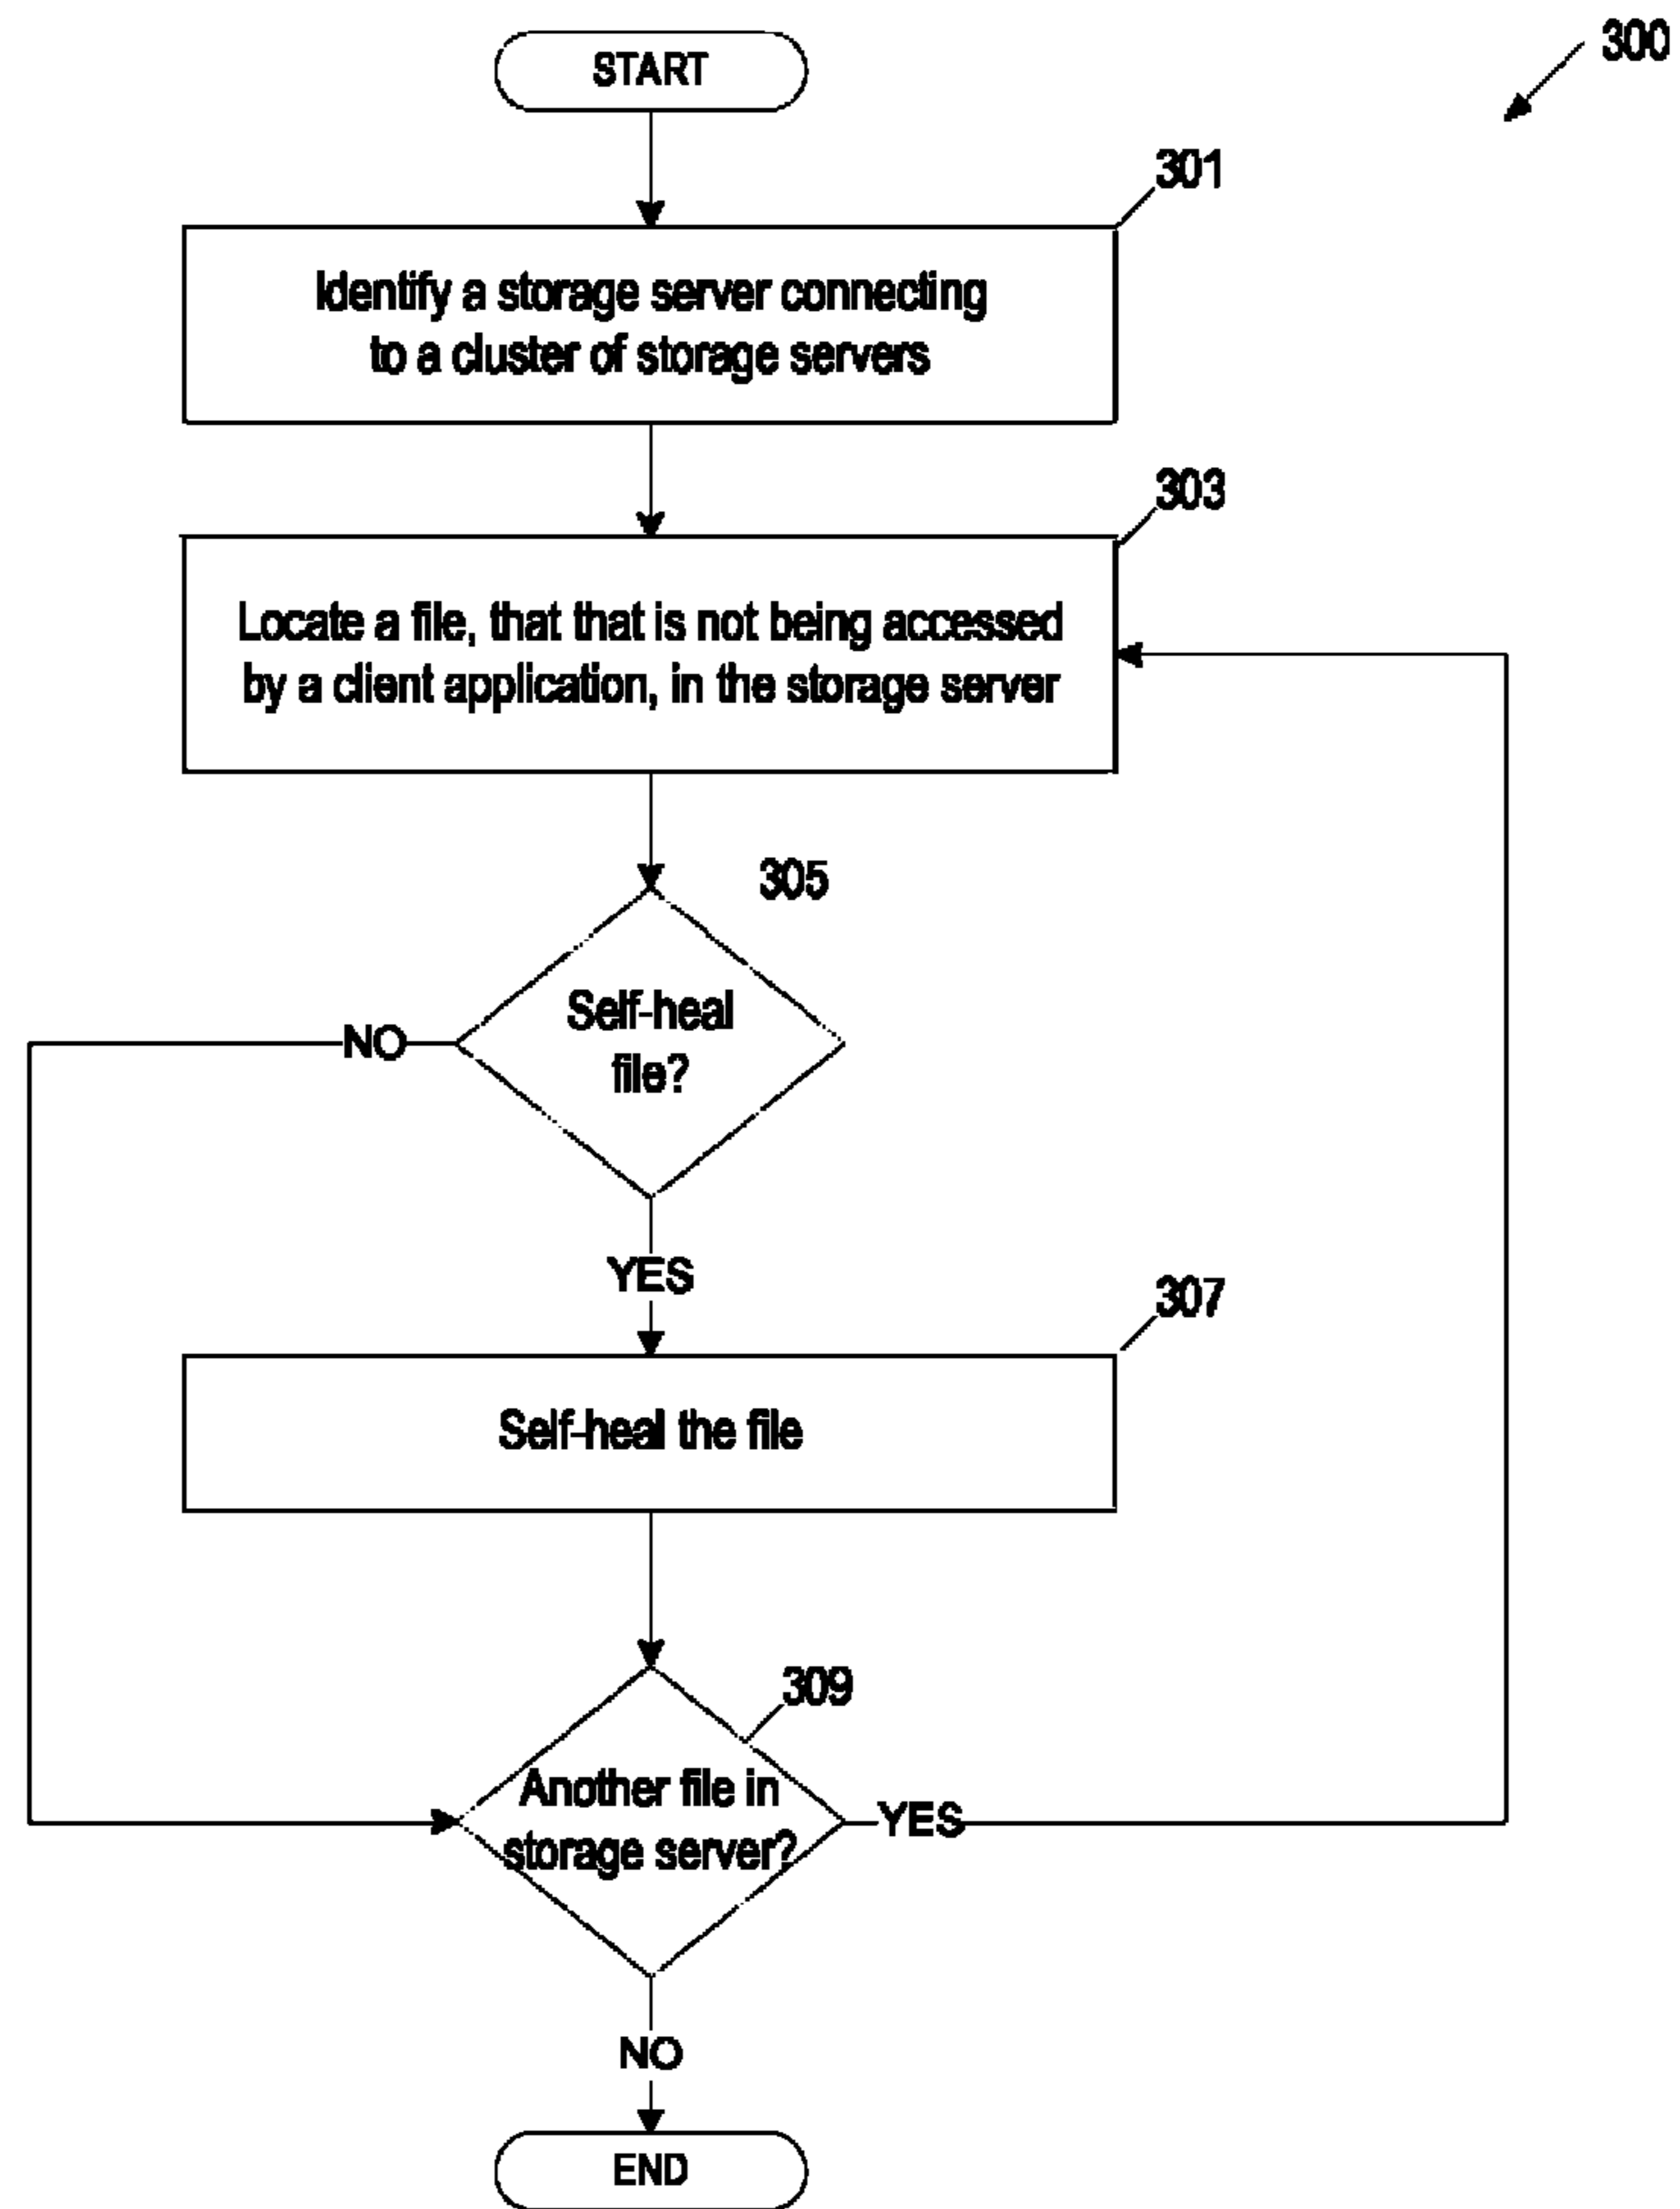 START
300
301
Identify a storage server connecting
to a cluster of storage servers
303
Locate a file, that that is not being accessed
by a client application, in the storage server
305
Self-heal
file?
NO
YES
307
Self-heal the file
309
Another file in
storage server?
YES
NO
END